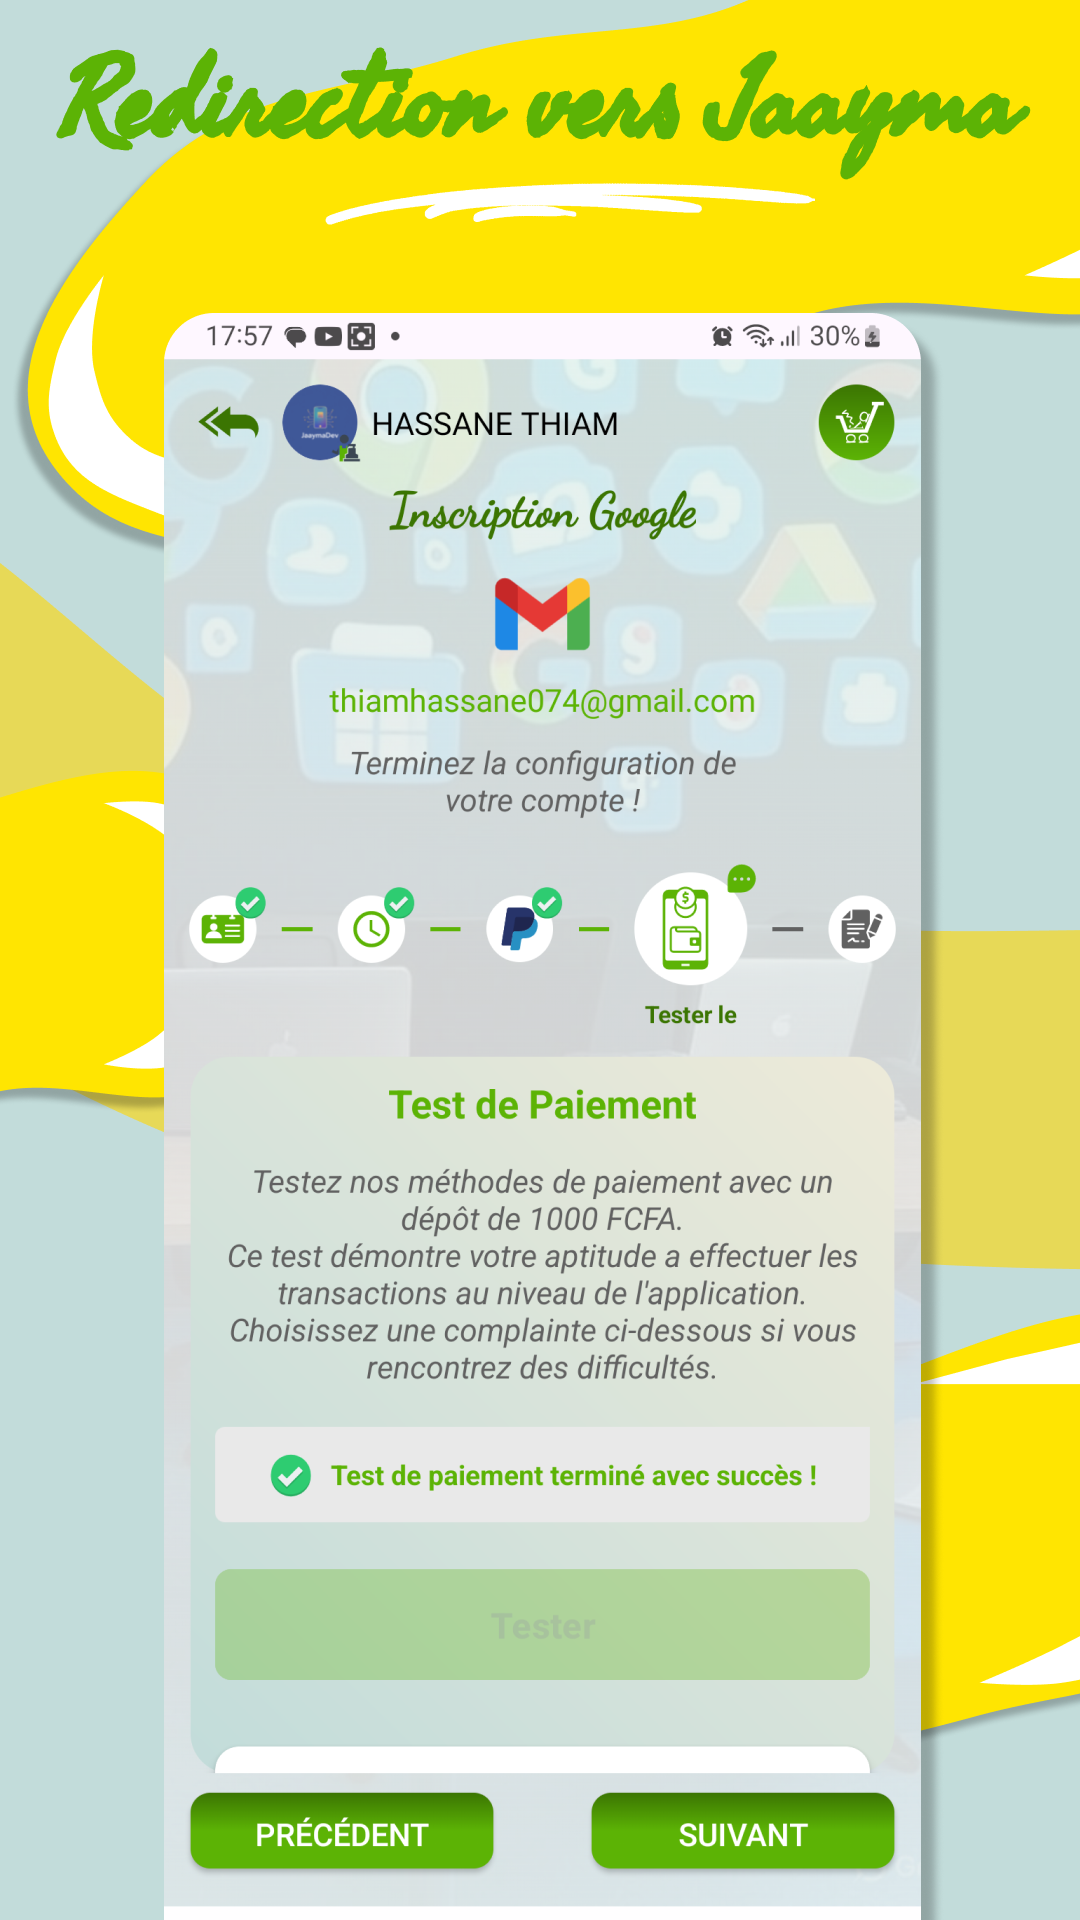 Redirection vers Jaayma
17:57
30%
JaaymaDev
HASSANE THIAM
Inscription Google
thiamhassane074@gmail.com
Terminez la configuration de
votre compte !
Tester le
Test de Paiement
Testez nos méthodes de paiement avec un
dépôt de 1000 FCFA.
Ce test démontre votre aptitude a effectuer les
transactions au niveau de l'application.
Choisissez une complainte ci-dessous si vous
rencontrez des difficultés.
Test de paiement terminé avec succès !
Tester
PRÉCÉDENT
SUIVANT